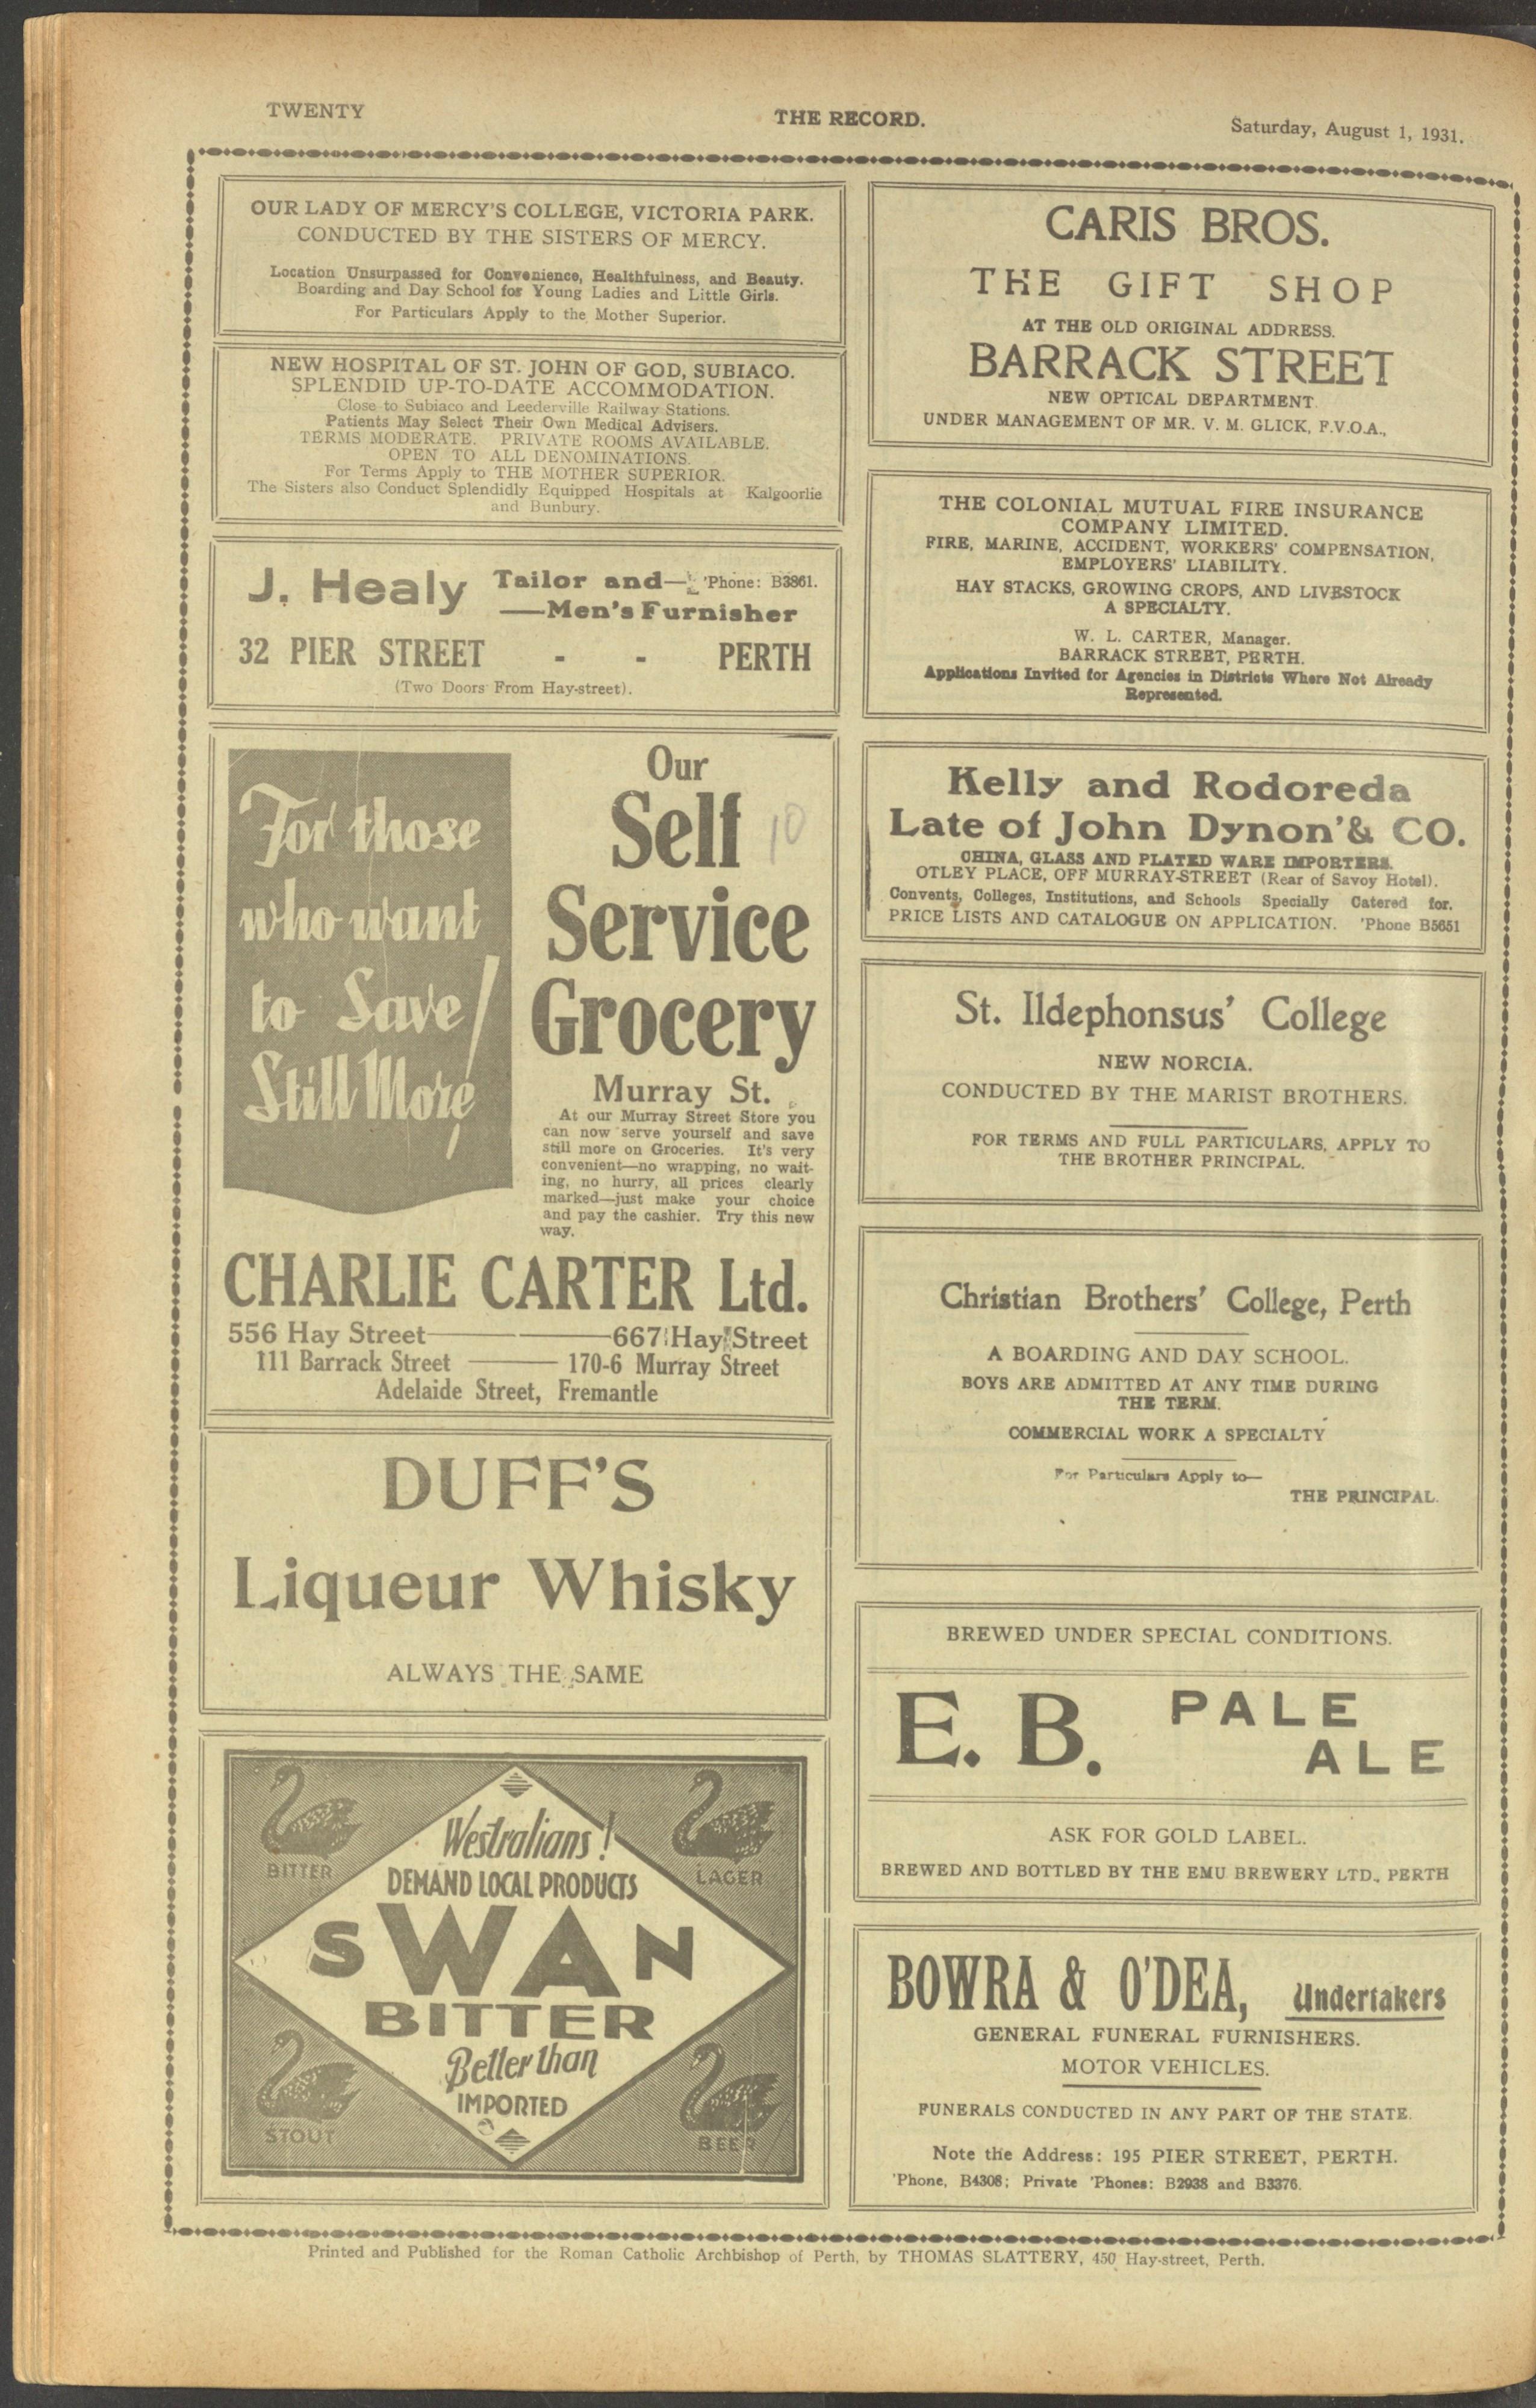 TWENTY
THE RECORD.
Saturday, August 1, 1931.
OUR LADY OF MERCY'S COLLEGE, VICTORIA PARK.
CONDUCTED BY THE SISTERS OF MERCY.
Location Unsurpassed for Convenience, Healthfulness, and Beauty.
Boarding and Day School for Young Ladies and Little Girls.
For Particulars Apply to the Mother Superior.
NEW HOSPITAL OF ST. JOHN OF GOD, SUBIACO.
SPLENDID UP-TO-DATE ACCOMMODATION.
Close to Subiaco and Leederville Railway Stations.
Patients May Select Their Own Medical Advisers.
TERMS MODERATE. PRIVATE ROOMS AVAILABLE.
OPEN TO ALL DENOMINATIONS.
For Terms Apply to THE MOTHER SUPERIOR.
The Sisters also Conduct Splendidly Equipped Hospitals at Kalgoorlie
and Bunbury.
J. Healy Tailor and— 'Phone: B3861.
—Men's Furnisher
32 PIER STREET - - PERTH
(Two Doors From Hay-street).
For those
who want
to Save!
Still More
Our
Self 10
Service
Grocery
Murray St.
At our Murray Street Store you
can now serve yourself and save
still more on Groceries. It's very
convenient—no wrapping, no wait-
ing, no hurry, all prices clearly
marked—just make your choice
and pay the cashier. Try this new
way.
CHARLIE CARTER Ltd.
556 Hay Street—— ——667 Hay Street
111 Barrack Street —— 170-6 Murray Street
Adelaide Street, Fremantle
DUFF'S
Liqueur Whisky
ALWAYS THE SAME
BITTER
LAGER
Westralians!
DEMAND LOCAL PRODUCTS
SWAN
BITTER
Better than
IMPORTED
STOUT
BEER
CARIS BROS.
THE GIFT SHOP
AT THE OLD ORIGINAL ADDRESS.
BARRACK STREET
NEW OPTICAL DEPARTMENT
UNDER MANAGEMENT OF MR. V. M. GLICK, F.V.O.A.,
THE COLONIAL MUTUAL FIRE INSURANCE
COMPANY LIMITED.
FIRE, MARINE, ACCIDENT, WORKERS' COMPENSATION,
EMPLOYERS' LIABILITY.
HAY STACKS, GROWING CROPS, AND LIVESTOCK
A SPECIALTY.
W. L. CARTER, Manager.
BARRACK STREET, PERTH.
Applications Invited for Agencies in Districts Where Not Already
Represented.
Kelly and Rodoreda
Late of John Dynon'& CO.
CHINA, GLASS AND PLATED WARE IMPORTERS.
OTLEY PLACE, OFF MURRAY-STREET (Rear of Savoy Hotel).
Convents, Colleges, Institutions, and Schools Specially Catered for.
PRICE LISTS AND CATALOGUE ON APPLICATION. 'Phone B5651
St. Ildephonsus' College
NEW NORCIA.
CONDUCTED BY THE MARIST BROTHERS.
FOR TERMS AND FULL PARTICULARS, APPLY TO
THE BROTHER PRINCIPAL.
Christian Brothers' College, Perth
A BOARDING AND DAY SCHOOL.
BOYS ARE ADMITTED AT ANY TIME DURING
THE TERM.
COMMERCIAL WORK A SPECIALTY
For Particulars Apply to—
THE PRINCIPAL.
BREWED UNDER SPECIAL CONDITIONS.
E. B. PALE
ALE
ASK FOR GOLD LABEL.
BREWED AND BOTTLED BY THE EMU BREWERY LTD., PERTH
BOWRA & O'DEA, Undertakers
GENERAL FUNERAL FURNISHERS.
MOTOR VEHICLES.
FUNERALS CONDUCTED IN ANY PART OF THE STATE.
Note the Address: 195 PIER STREET, PERTH.
'Phone, B4308; Private 'Phones: B2938 and B3376.
Printed and Published for the Roman Catholic Archbishop of Perth, by THOMAS SLATTERY, 450 Hay-street, Perth.